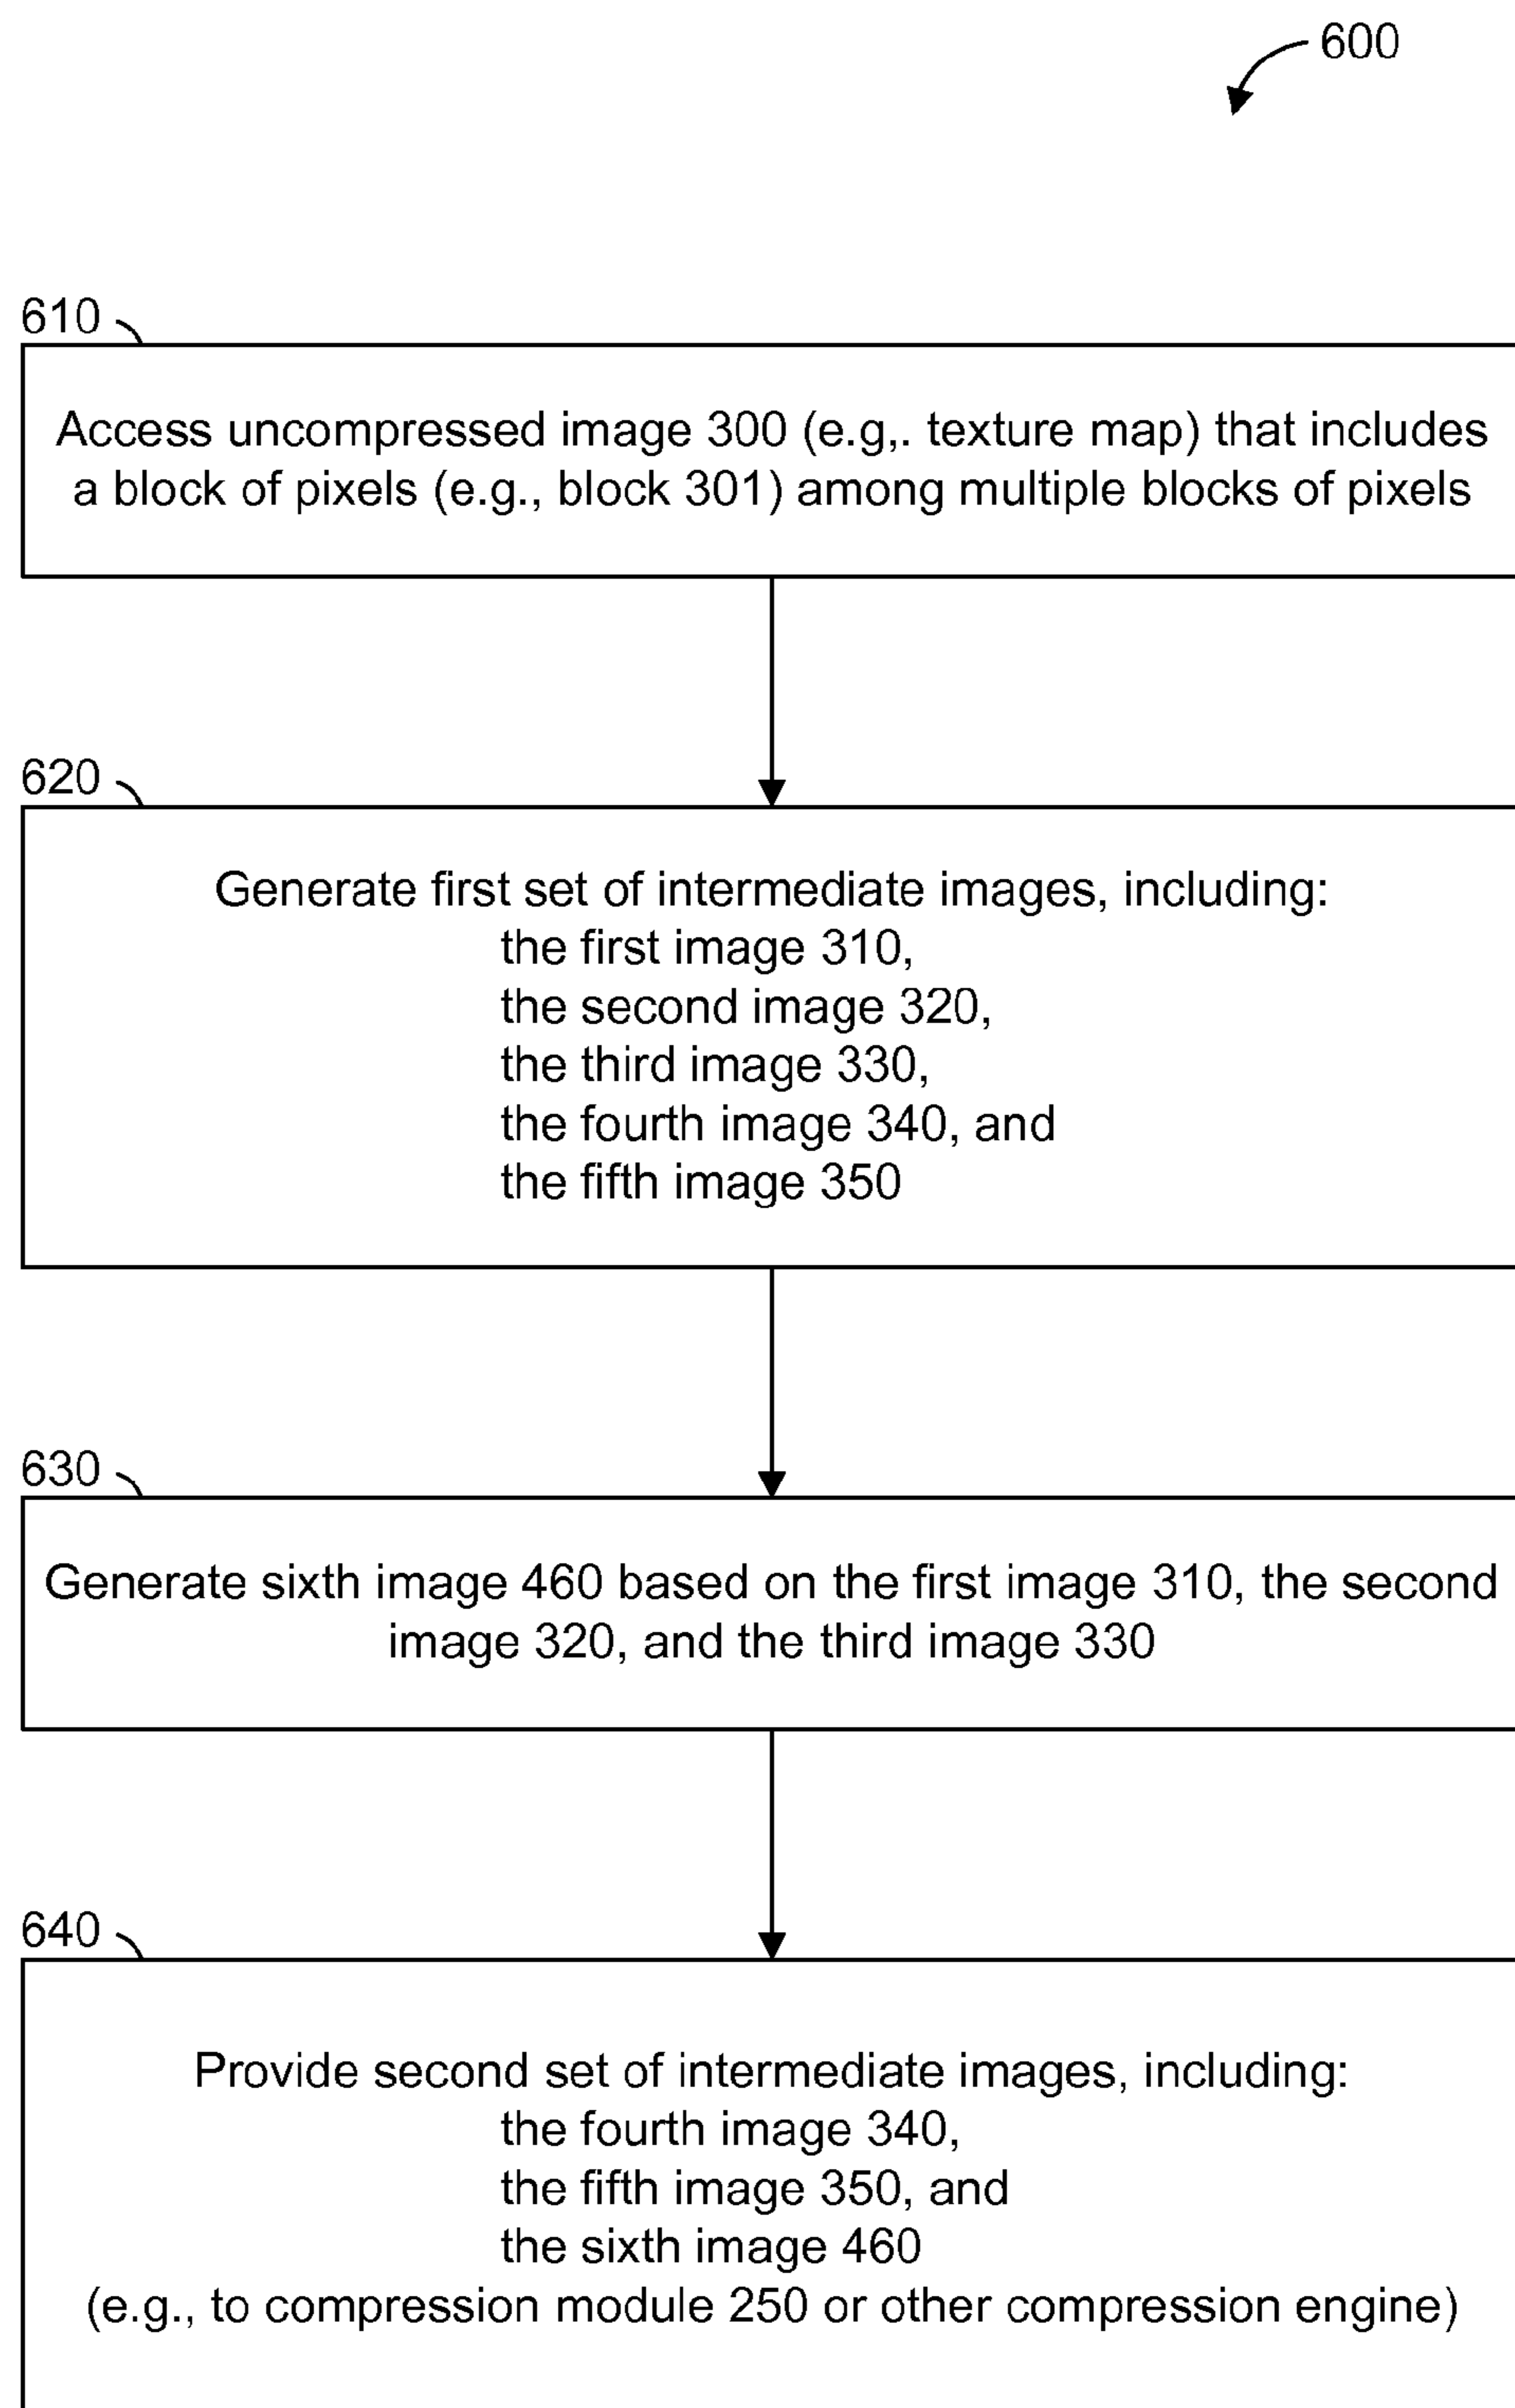 600
610
Access uncompressed image 300 (e.g,. texture map) that includes
a block of pixels (e.g., block 301) among multiple blocks of pixels
620
Generate first set of intermediate images, including:
the first image 310,
the second image 320,
the third image 330,
the fourth image 340, and
the fifth image 350
630
Generate sixth image 460 based on the first image 310, the second
image 320, and the third image 330
640
Provide second set of intermediate images, including:
the fourth image 340,
the fifth image 350, and
the sixth image 460
(e.g., to compression module 250 or other compression engine)